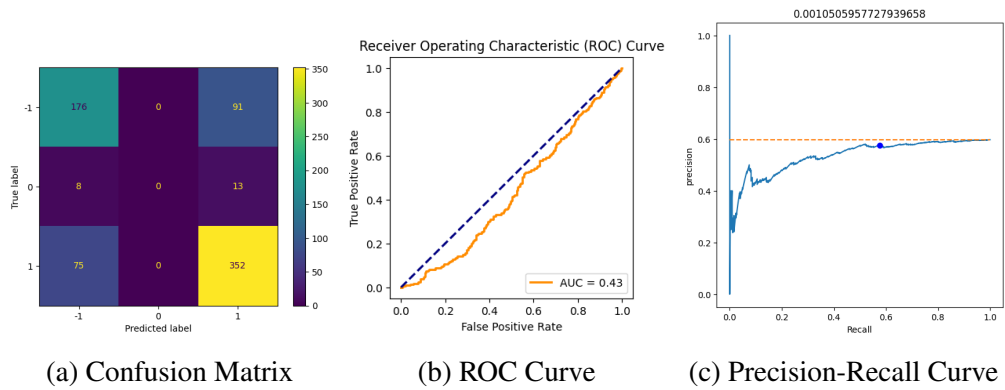 True label
-1
0
1
176 0 91
8 0 13
75 0 352
-1 0 1
Predicted label
350
300
250
200
150
100
50
0
(a) Confusion Matrix
Receiver Operating Characteristic (ROC) Curve
True Positive Rate
1.0
0.8
0.6
0.4
0.2
0.0
AUC = 0.43
0.0 0.2 0.4 0.6 0.8 1.0
False Positive Rate
(b) ROC Curve
0.0010505957727939658
precision
1.0
0.8
0.6
0.4
0.2
0.0
0.0 0.2 0.4 0.6 0.8 1.0
Recall
(c) Precision-Recall Curve